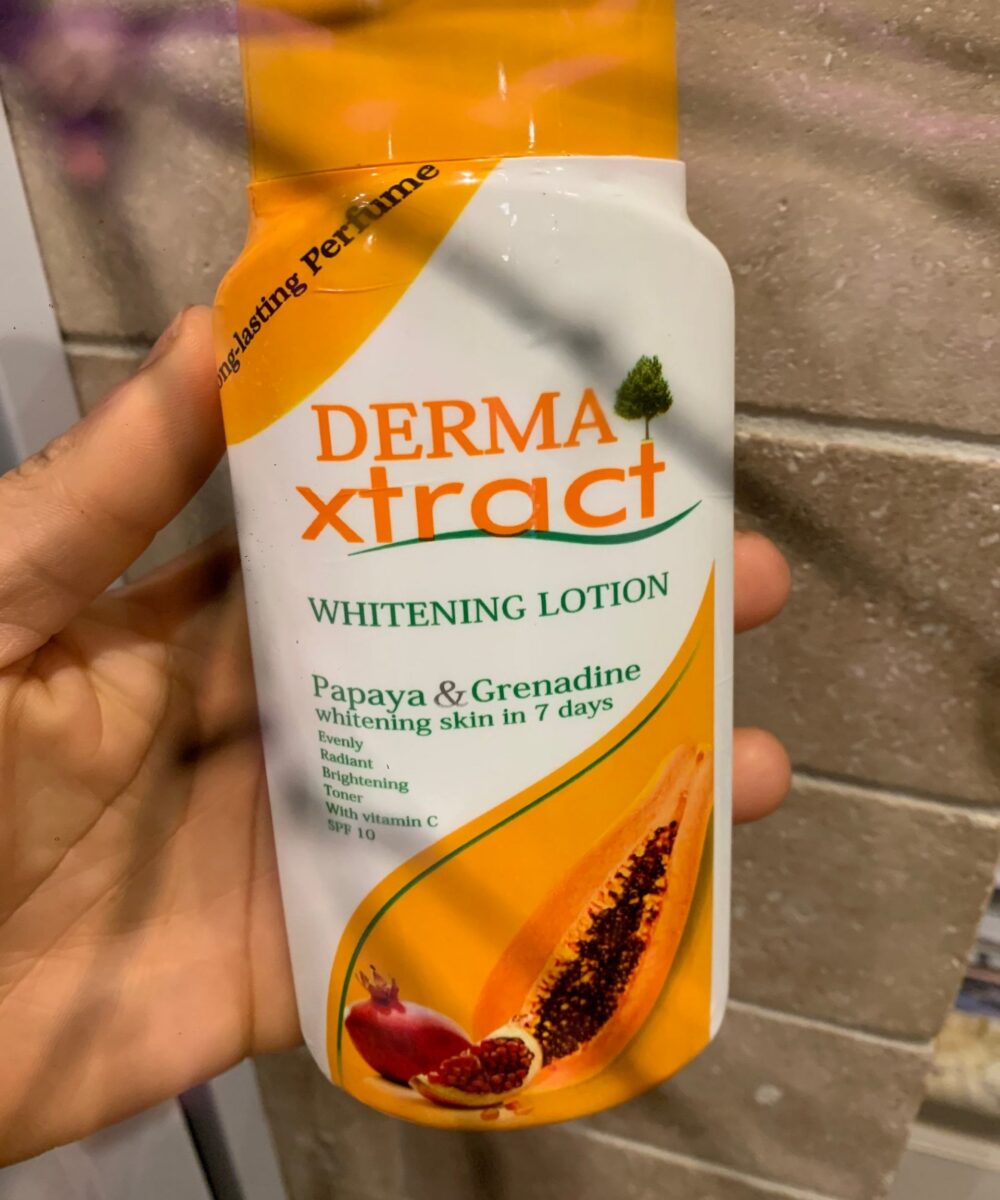 ong-lasting Perfume
DERMA
xtract
WHITENING LOTION
Papaya & Grenadine
whitening skin in 7 days
Evenly
Radiant
Brightening
Toner
With vitamin C
SPF 10